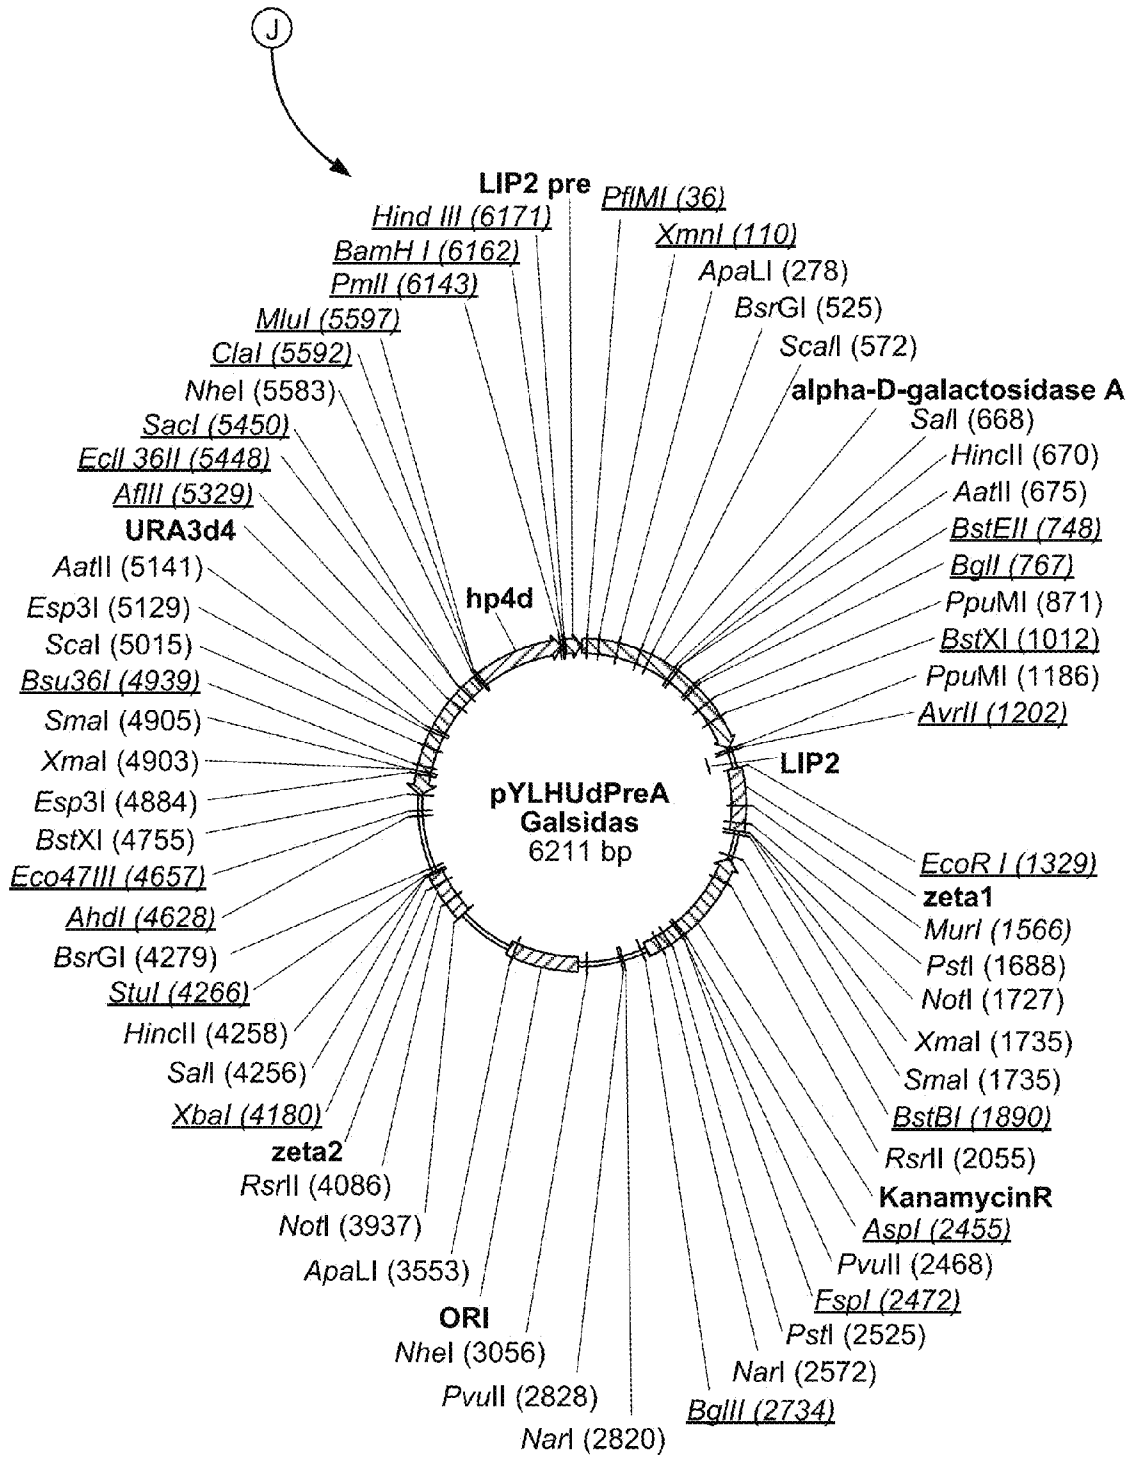 J
LIP2 pre
PflMI (36)
Hind III (6171)
XmnI (110)
BamH I (6162)
ApaLI (278)
PmlI (6143)
BsrGI (525)
MluI (5597)
ScaII (572)
ClaI (5592)
alpha-D-galactosidase A
NheI (5583)
SalI (668)
SacI (5450)
HincII (670)
Ecll 36II (5448)
AatII (675)
AflII (5329)
BstEII (748)
URA3d4
BglI (767)
AatII (5141)
hp4d
PpuMI (871)
Esp3I (5129)
BstXI (1012)
ScaI (5015)
PpuMI (1186)
Bsu36I (4939)
AvrII (1202)
SmaI (4905)
LIP2
XmaI (4903)
pYLHUdPreA
Galsidas
6211 bp
Esp3I (4884)
BstXI (4755)
EcoR I (1329)
Eco47III (4657)
zeta1
AhdI (4628)
MurI (1566)
BsrGI (4279)
PstI (1688)
StuI (4266)
NotI (1727)
HincII (4258)
XmaI (1735)
SalI (4256)
SmaI (1735)
XbaI (4180)
BstBI (1890)
zeta2
RsrII (2055)
RsrII (4086)
KanamycinR
NotI (3937)
AspI (2455)
ApaLI (3553)
PvuII (2468)
FspI (2472)
ORI
PstI (2525)
NheI (3056)
NarI (2572)
PvuII (2828)
BglII (2734)
NarI (2820)